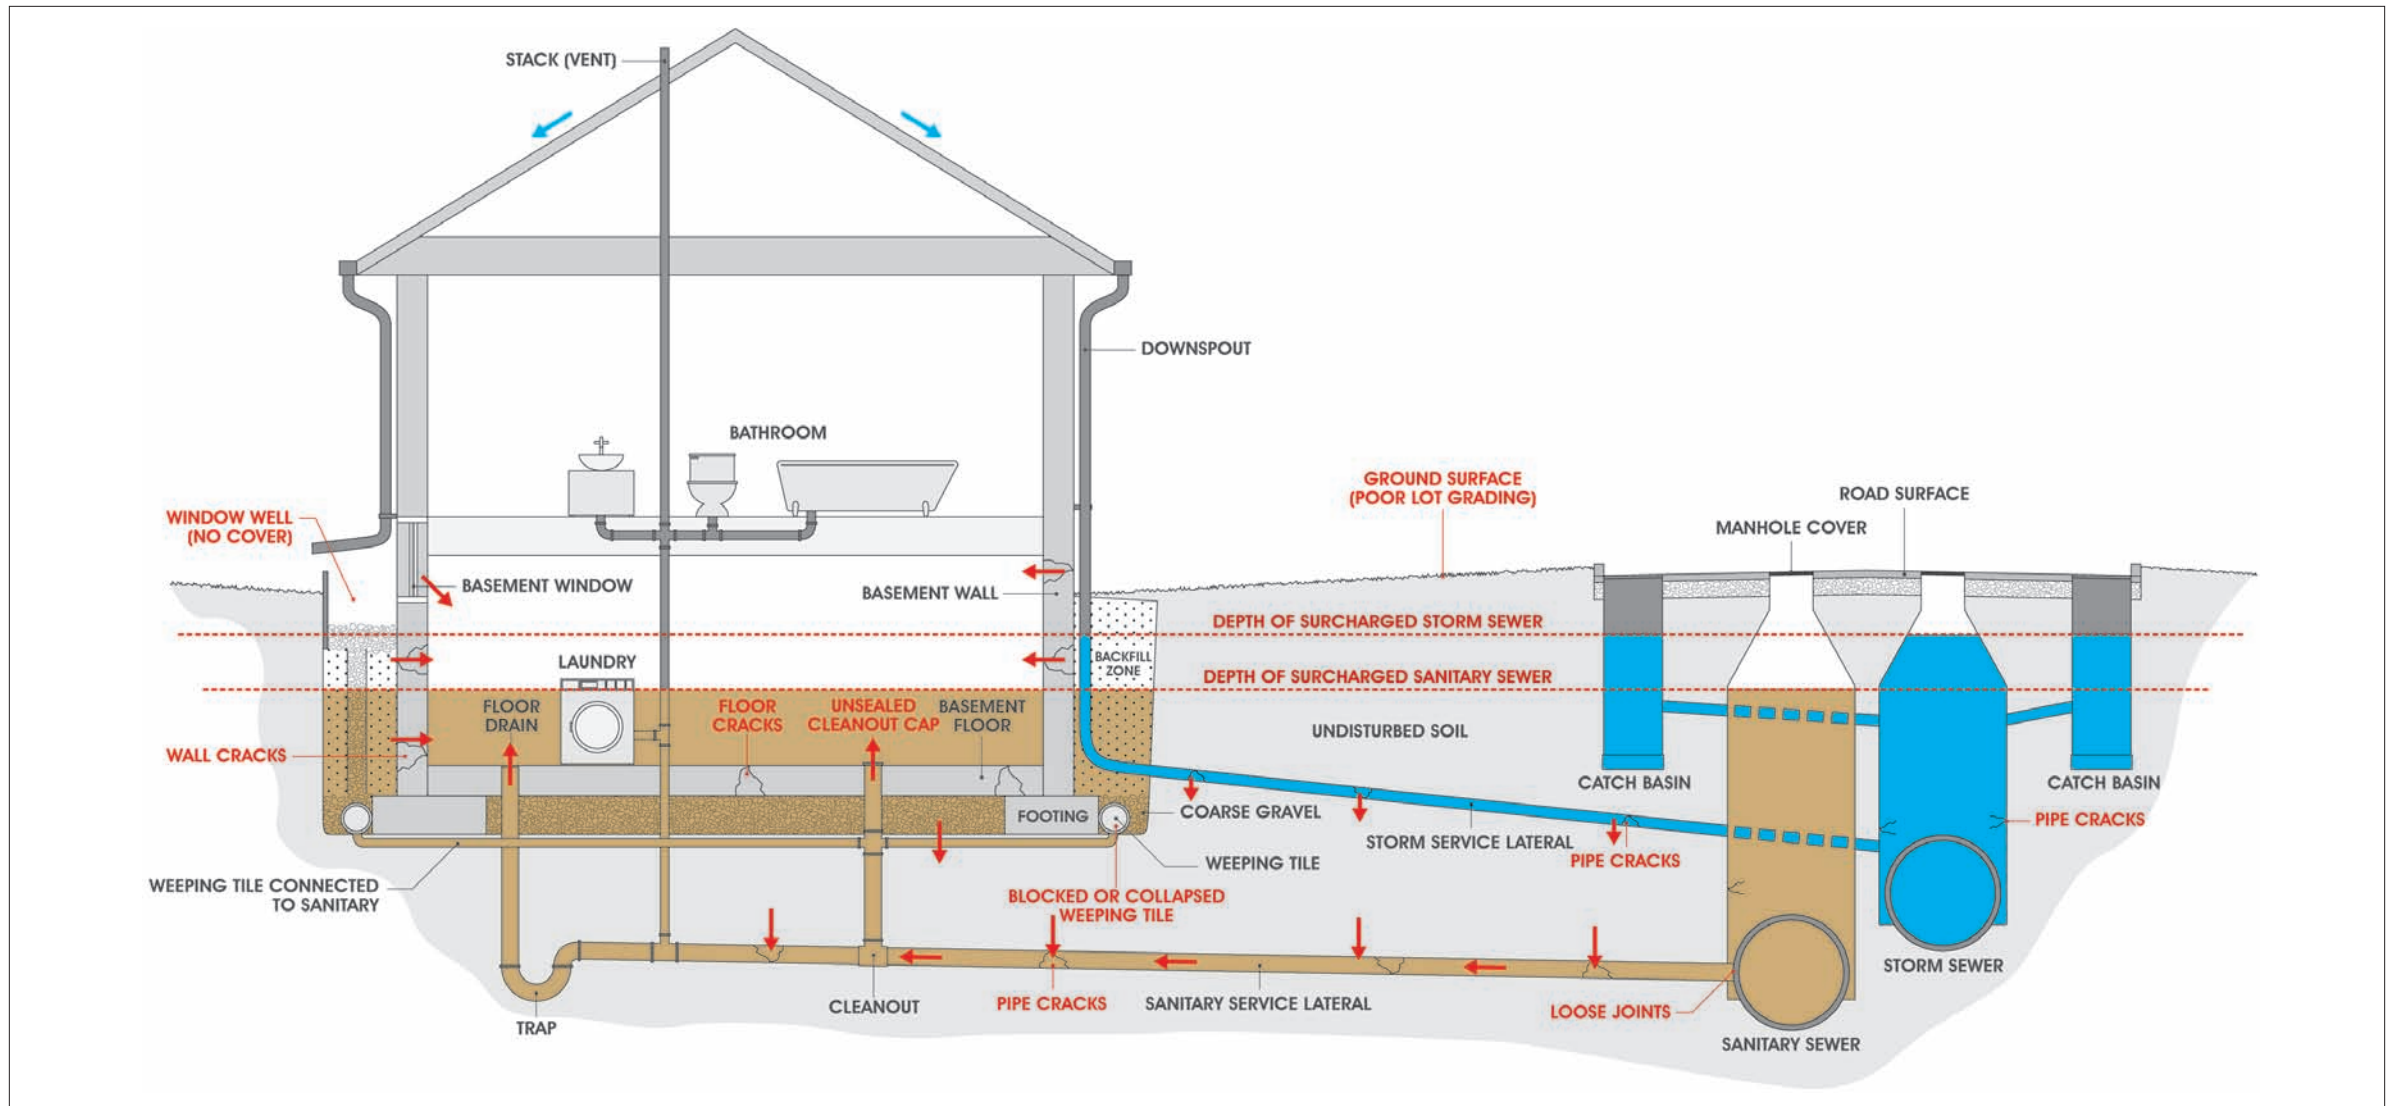 STACK (VENT)
DOWNSPOUT
BATHROOM
GROUND SURFACE
(POOR LOT GRADING)
ROAD SURFACE
MANHOLE COVER
WINDOW WELL
(NO COVER)
BASEMENT WINDOW
BASEMENT WALL
DEPTH OF SURCHARGED STORM SEWER
BACKFILL
ZONE
LAUNDRY
DEPTH OF SURCHARGED SANITARY SEWER
FLOOR
DRAIN
FLOOR
CRACKS
UNSEALED
CLEANOUT CAP
BASEMENT
FLOOR
UNDISTURBED SOIL
WALL CRACKS
CATCH BASIN
CATCH BASIN
COARSE GRAVEL
FOOTING
STORM SERVICE LATERAL
PIPE CRACKS
PIPE CRACKS
WEEPING TILE
WEEPING TILE CONNECTED
TO SANITARY
BLOCKED OR COLLAPSED
WEEPING TILE
STORM SEWER
CLEANOUT
PIPE CRACKS
SANITARY SERVICE LATERAL
LOOSE JOINTS
TRAP
SANITARY SEWER